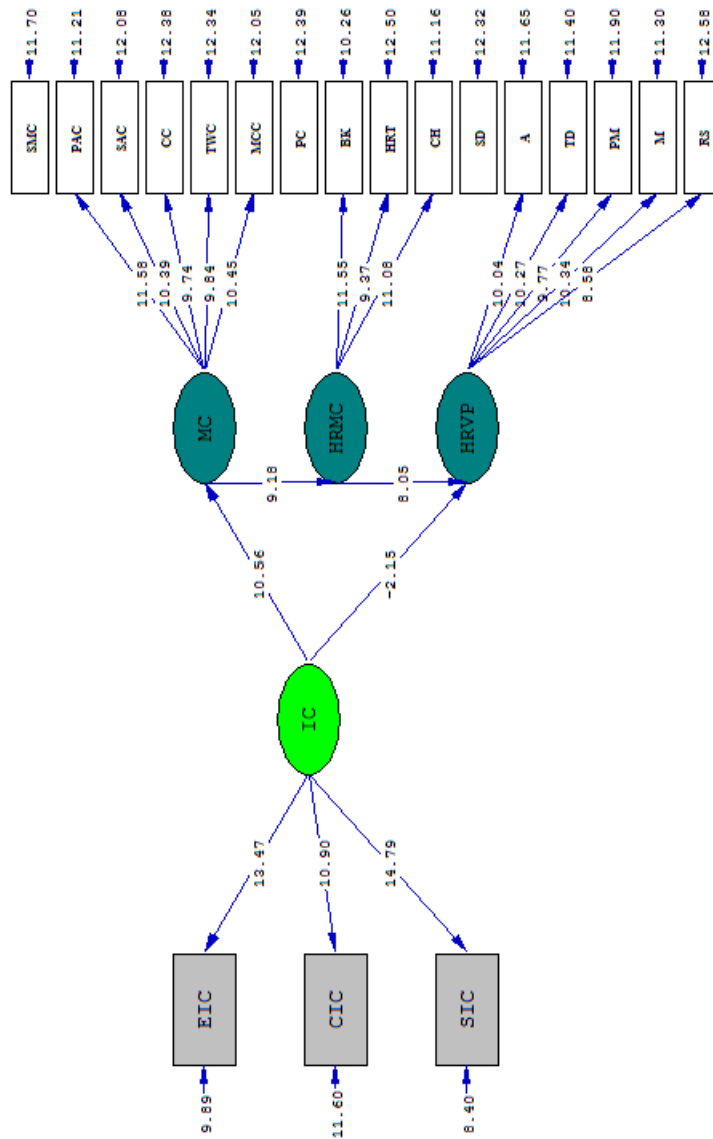 9.89
11.60
8.40
EIC
CIC
SIC
13.47
10.90
14.79
IC
10.56
-2.15
MC
HRMC
HRVP
9.18
8.05
11.58
10.39
9.74
9.84
10.45
11.55
9.37
11.08
10.04
10.27
9.77
10.34
8.58
SMC
PAC
SAC
CC
TWC
MCC
PC
BK
HRT
CH
SD
A
TD
PM
M
RS
11.70
11.21
12.08
12.38
12.34
12.05
12.39
10.26
12.50
11.16
12.32
11.65
11.40
11.90
11.30
12.58